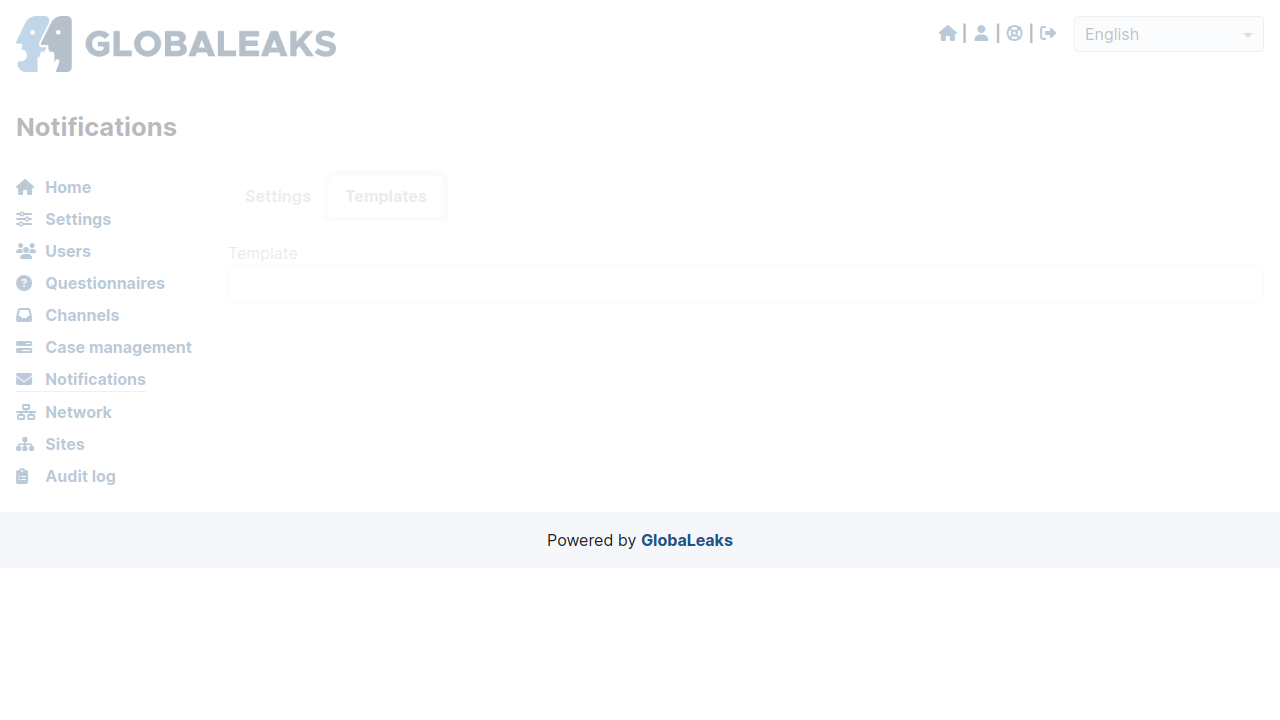 GLOBALEAKS
| | |
English
Notifications
Home
Settings
Users
Questionnaires
Channels
Case management
Notifications
Network
Sites
Audit log
Settings
Templates
Template
Powered by GlobaLeaks